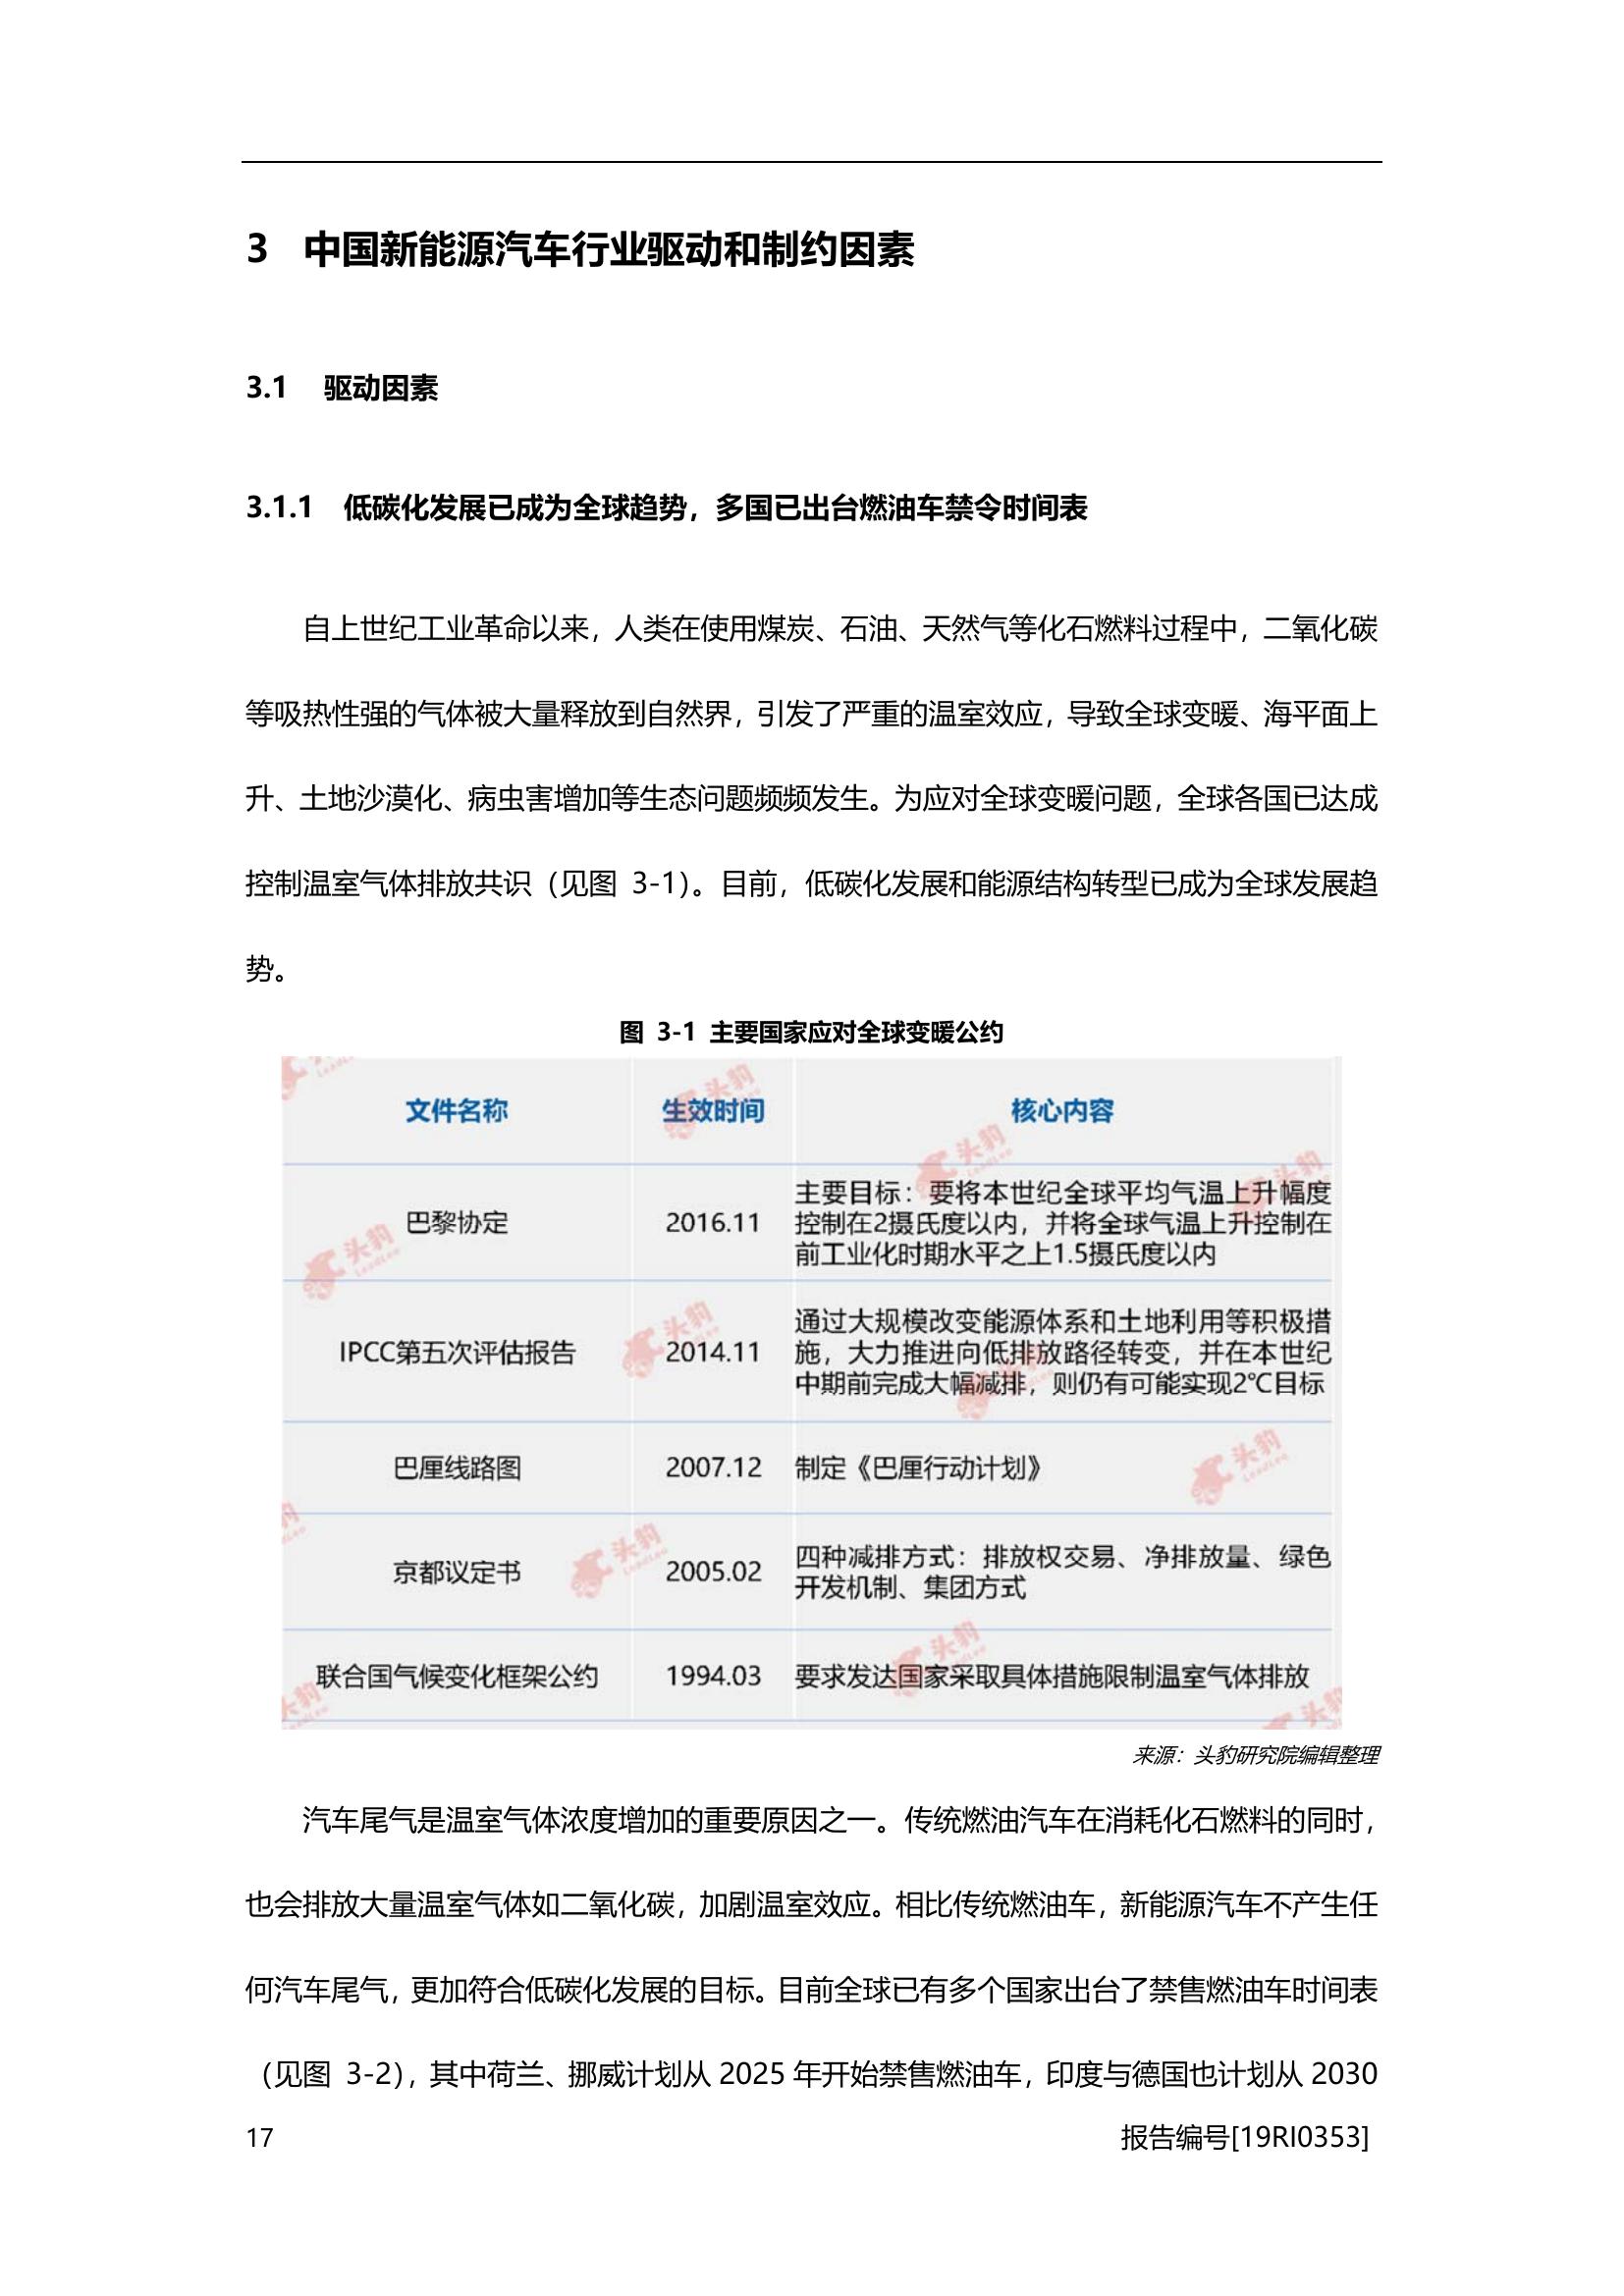 3 中国新能源汽车行业驱动和制约因素
3.1 驱动因素
3.1.1 低碳化发展已成为全球趋势，多国已出台燃油车禁令时间表
自上世纪工业革命以来，人类在使用煤炭、石油、天然气等化石燃料过程中，二氧化碳
等吸热性强的气体被大量释放到自然界，引发了严重的温室效应，导致全球变暖、海平面上
升、土地沙漠化、病虫害增加等生态问题频频发生。为应对全球变暖问题，全球各国已达成
控制温室气体排放共识（见图 3-1）。目前，低碳化发展和能源结构转型已成为全球发展趋
势。
图 3-1 主要国家应对全球变暖公约
文件名称 生效时间 核心内容
巴黎协定 2016.11 主要目标：要将本世纪全球平均气温上升幅度
控制在2摄氏度以内，并将全球气温上升控制在
前工业化时期水平之上1.5摄氏度以内
IPCC第五次评估报告 2014.11 通过大规模改变能源体系和土地利用等积极措
施，大力推进向低排放路径转变，并在本世纪
中期前完成大幅减排，则仍有可能实现2℃目标
巴厘线路图 2007.12 制定《巴厘行动计划》
京都议定书 2005.02 四种减排方式：排放权交易、净排放量、绿色
开发机制、集团方式
联合国气候变化框架公约 1994.03 要求发达国家采取具体措施限制温室气体排放
来源：头豹研究院编辑整理
汽车尾气是温室气体浓度增加的重要原因之一。传统燃油汽车在消耗化石燃料的同时，
也会排放大量温室气体如二氧化碳，加剧温室效应。相比传统燃油车，新能源汽车不产生任
何汽车尾气，更加符合低碳化发展的目标。目前全球已有多个国家出台了禁售燃油车时间表
（见图 3-2），其中荷兰、挪威计划从 2025 年开始禁售燃油车，印度与德国也计划从 2030
17 报告编号[19RI0353]